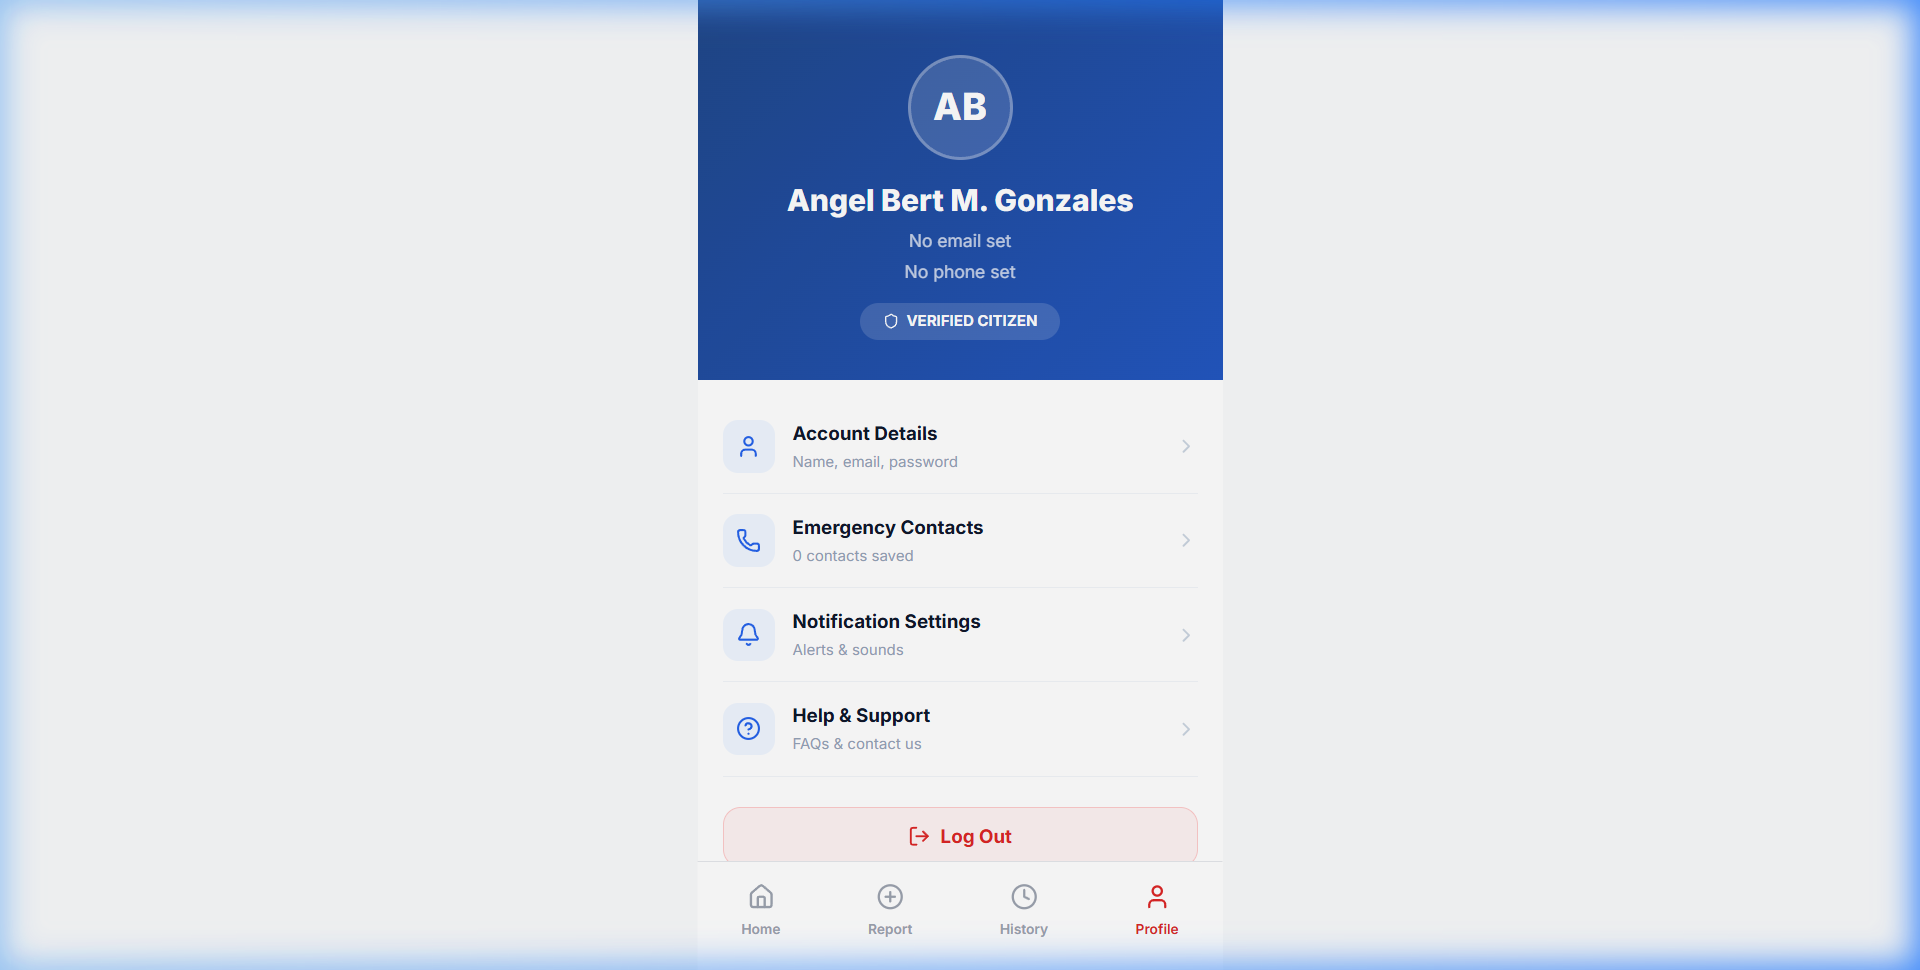 AB
Angel Bert M. Gonzales
No email set
No phone set
VERIFIED CITIZEN
Account Details
Name, email, password
Emergency Contacts
0 contacts saved
Notification Settings
Alerts & sounds
Help & Support
FAQs & contact us
Log Out
Home
Report
History
Profile